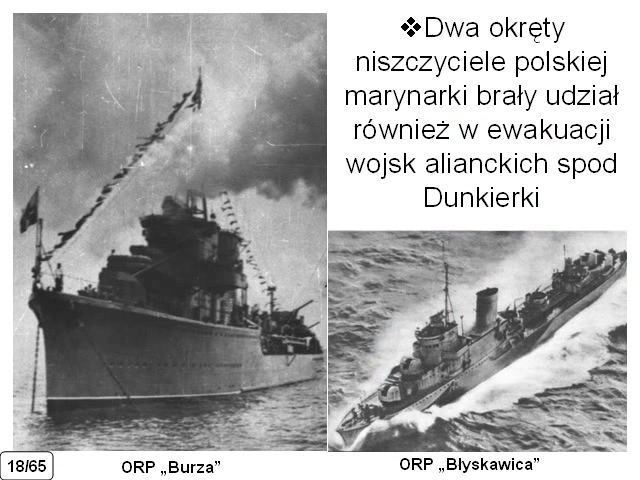 ❖Dwa okręty
niszczyciele polskiej
marynarki brały udział
również w ewakuacji
wojsk alianckich spod
Dunkierki
18/65
ORP „Burza”
ORP „Błyskawica”